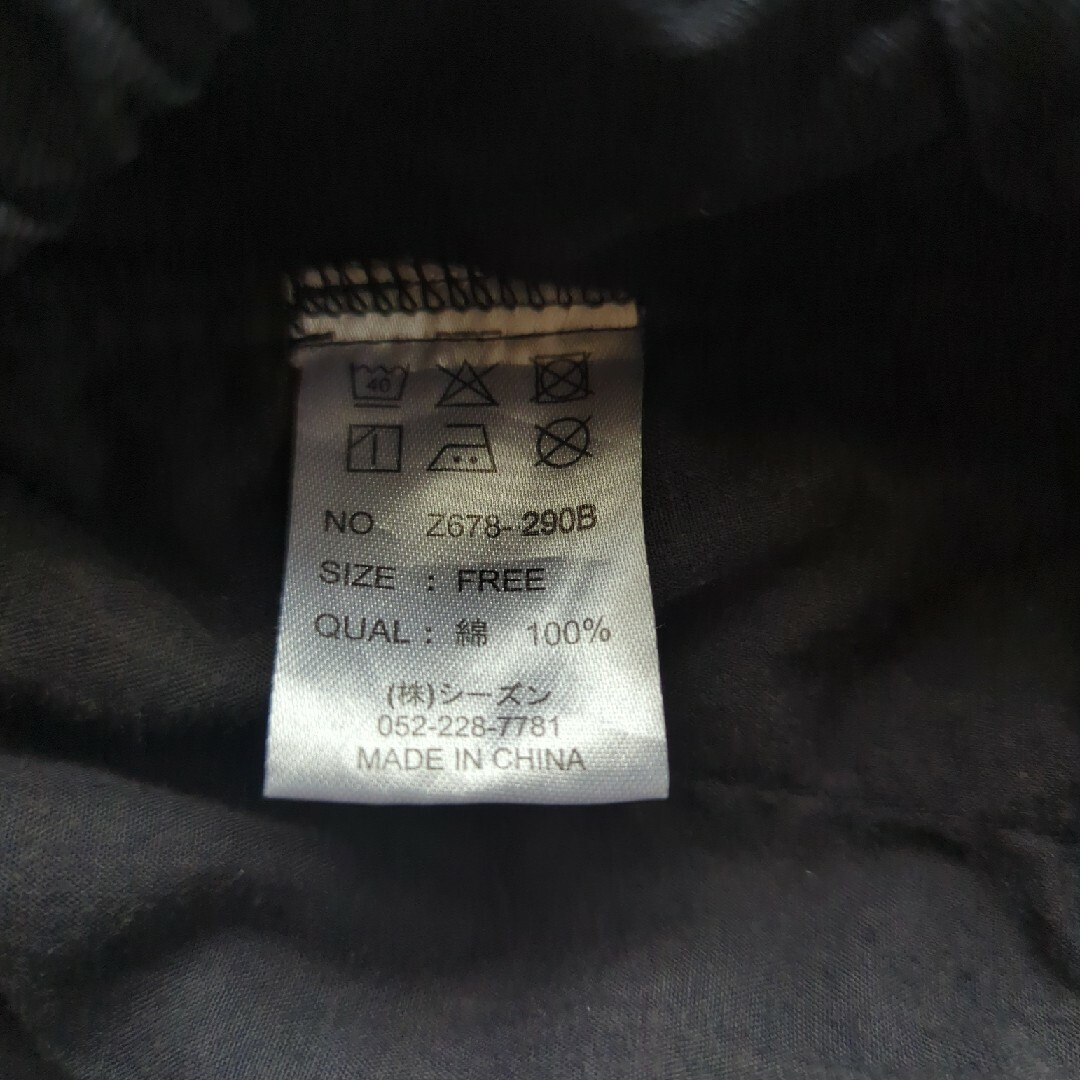 40
NO Z678-290B
SIZE : FREE
QUAL : 綿 100%
(株)シーズン
052-228-7781
MADE IN CHINA